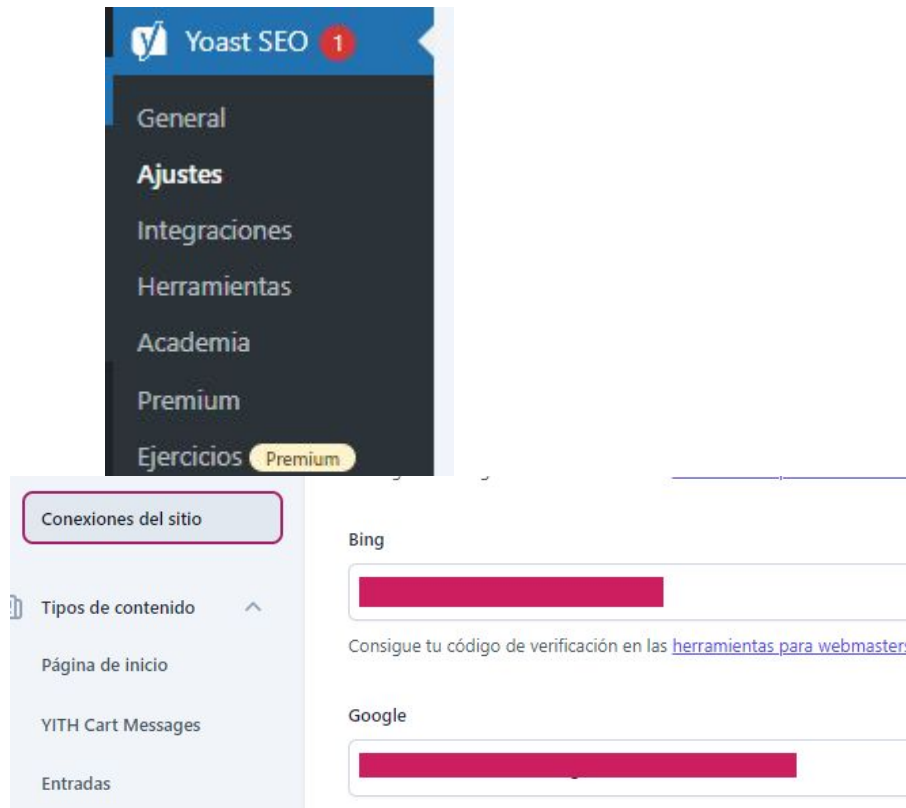 Yoast SEO 1
General
Ajustes
Integraciones
Herramientas
Academia
Premium
Ejercicios Premium
Conexiones del sitio
Tipos de contenido
Página de inicio
YITH Cart Messages
Entradas
Bing
Consigue tu código de verificación en las herramientas para webmasters
Google